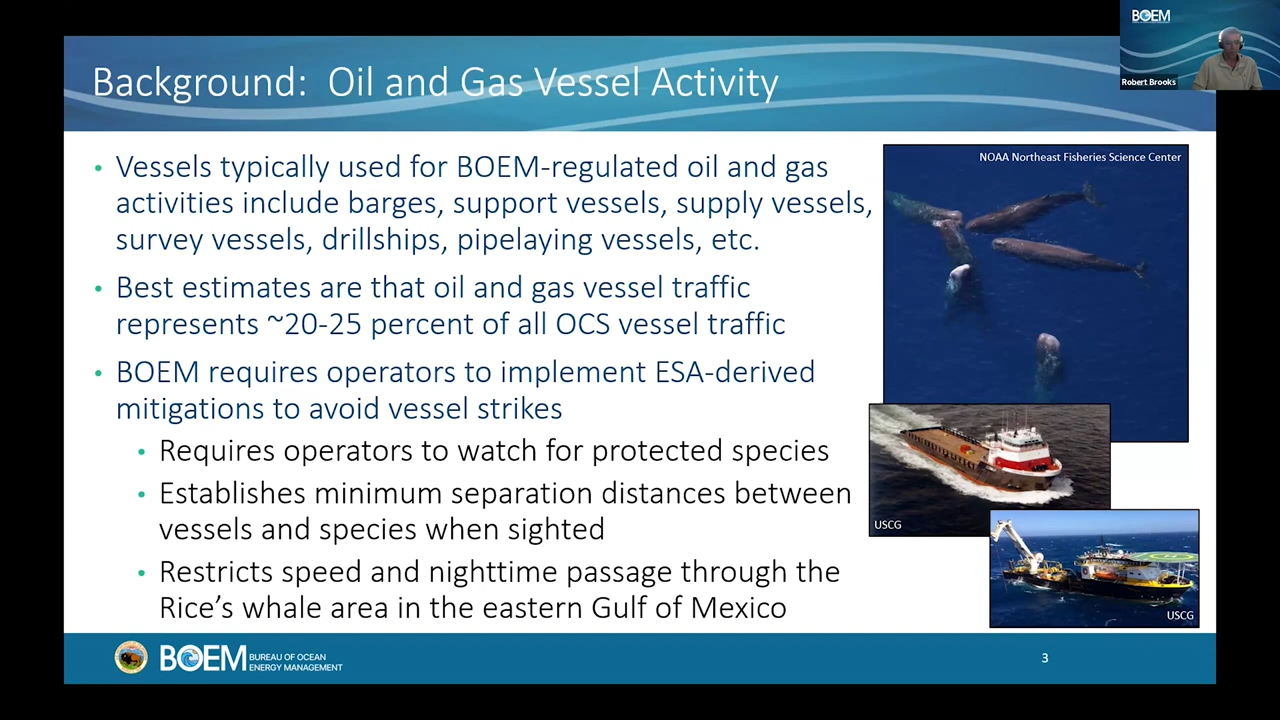 BOEM
Robert Brooks
Background: Oil and Gas Vessel Activity
• Vessels typically used for BOEM-regulated oil and gas
activities include barges, support vessels, supply vessels,
survey vessels, drillships, pipelaying vessels, etc.
• Best estimates are that oil and gas vessel traffic
represents ~20-25 percent of all OCS vessel traffic
• BOEM requires operators to implement ESA-derived
mitigations to avoid vessel strikes
• Requires operators to watch for protected species
• Establishes minimum separation distances between
vessels and species when sighted
• Restricts speed and nighttime passage through the
Rice's whale area in the eastern Gulf of Mexico
NOAA Northeast Fisheries Science Center
USCG
USCG
BOEM
BUREAU OF OCEAN
ENERGY MANAGEMENT
3